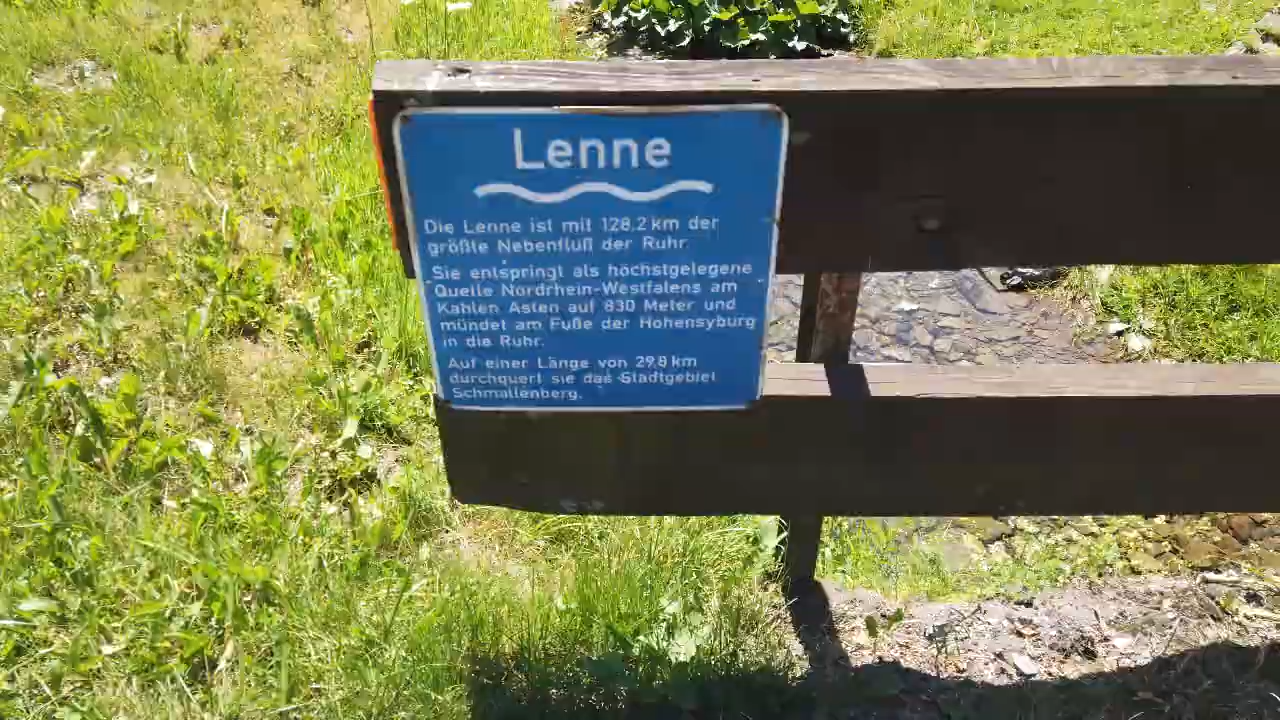 Lenne
Die Lenne ist mit 128,2 km der
größte Nebenfluß der Ruhr.
Sie entspringt als höchstgelegene
Quelle Nordrhein-Westfalens am
Kahlen Asten auf 830 Meter und
mündet am Fuße der Hohensyburg
in die Ruhr.
Auf einer Länge von 29,8 km
durchquert sie das Stadtgebiet
Schmallenberg.